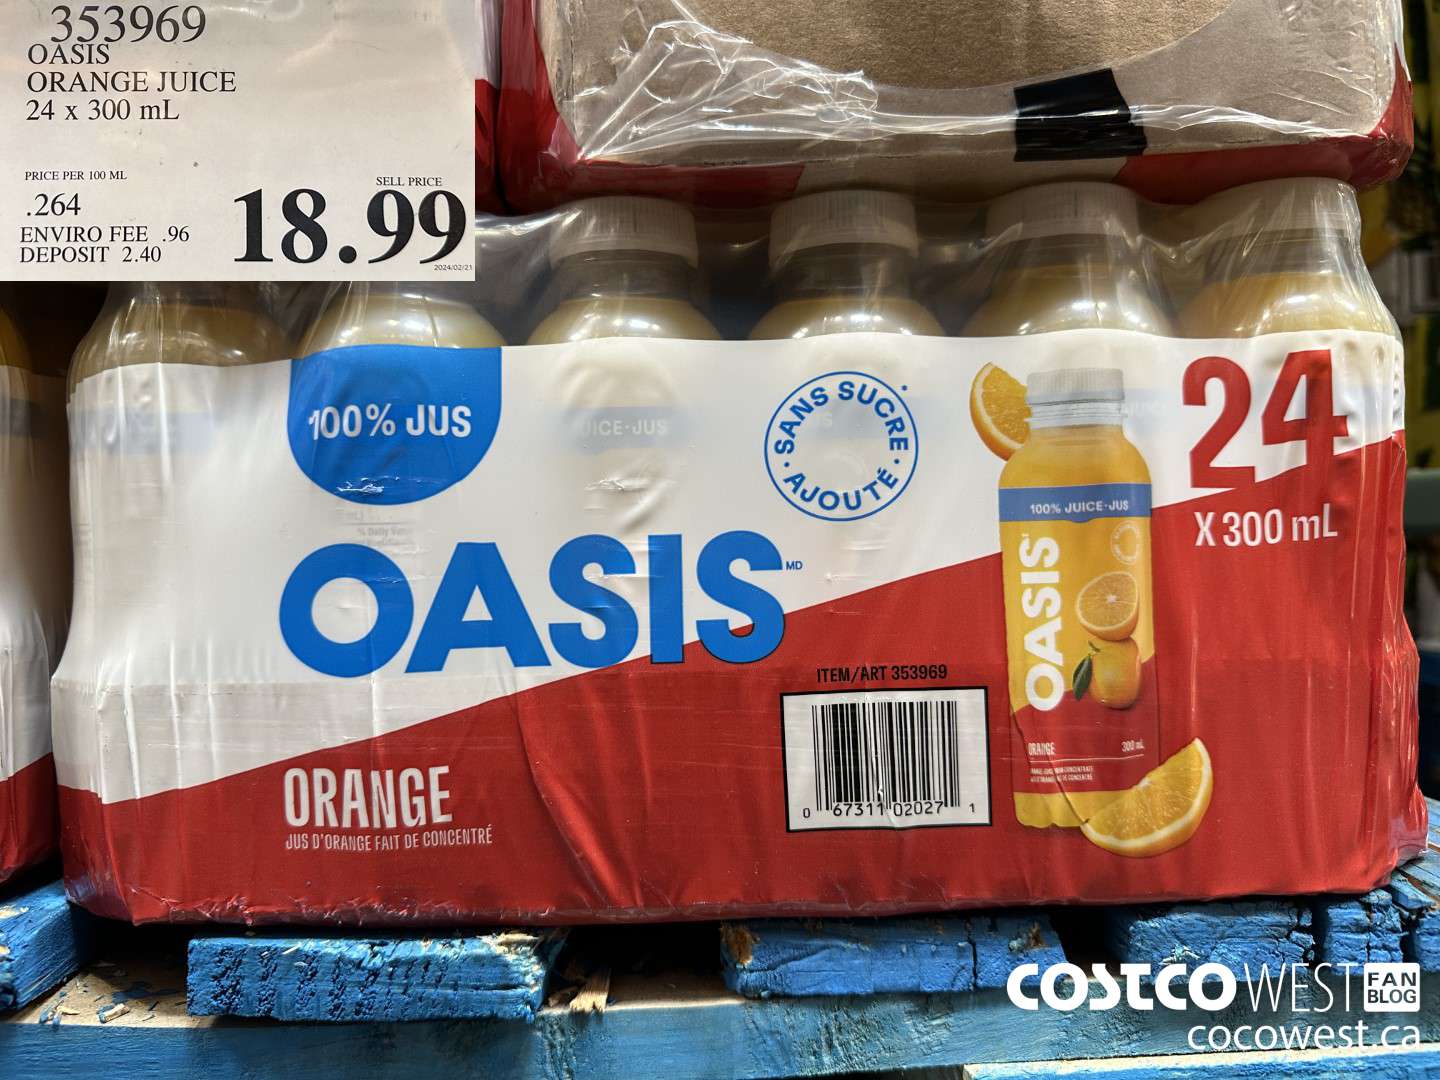 353969
OASIS
ORANGE JUICE
24 x 300 mL
PRICE PER 100 ML
.264
SELL PRICE
18.99
ENVIRO FEE .96
DEPOSIT 2.40
2024/02/21
100% JUS
UICE·JUS
SANS SUCRE
· AJOUTÉ ·
24
X 300 mL
100% JUICE·JUS
OASIS
ORANGE
300 mL
OASIS MD
ITEM/ART 353969
0 67311 02027 1
ORANGE
JUS D'ORANGE FAIT DE CONCENTRÉ
COSTCO WEST FAN BLOG
cocowest.ca